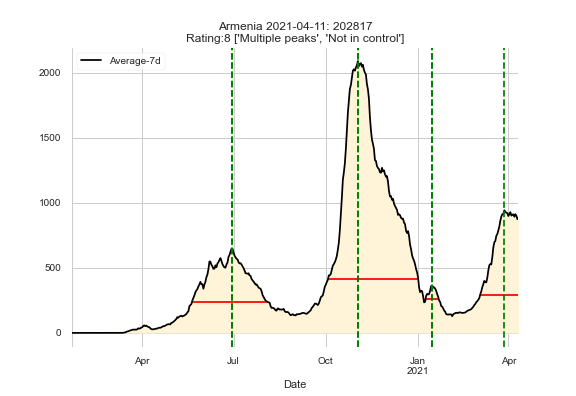 Armenia 2021-04-11: 202817
Rating:8 ['Multiple peaks', 'Not in control']
Average-7d
2000
1500
1000
500
0
Apr
Jul
Oct
Jan
2021
Apr
Date